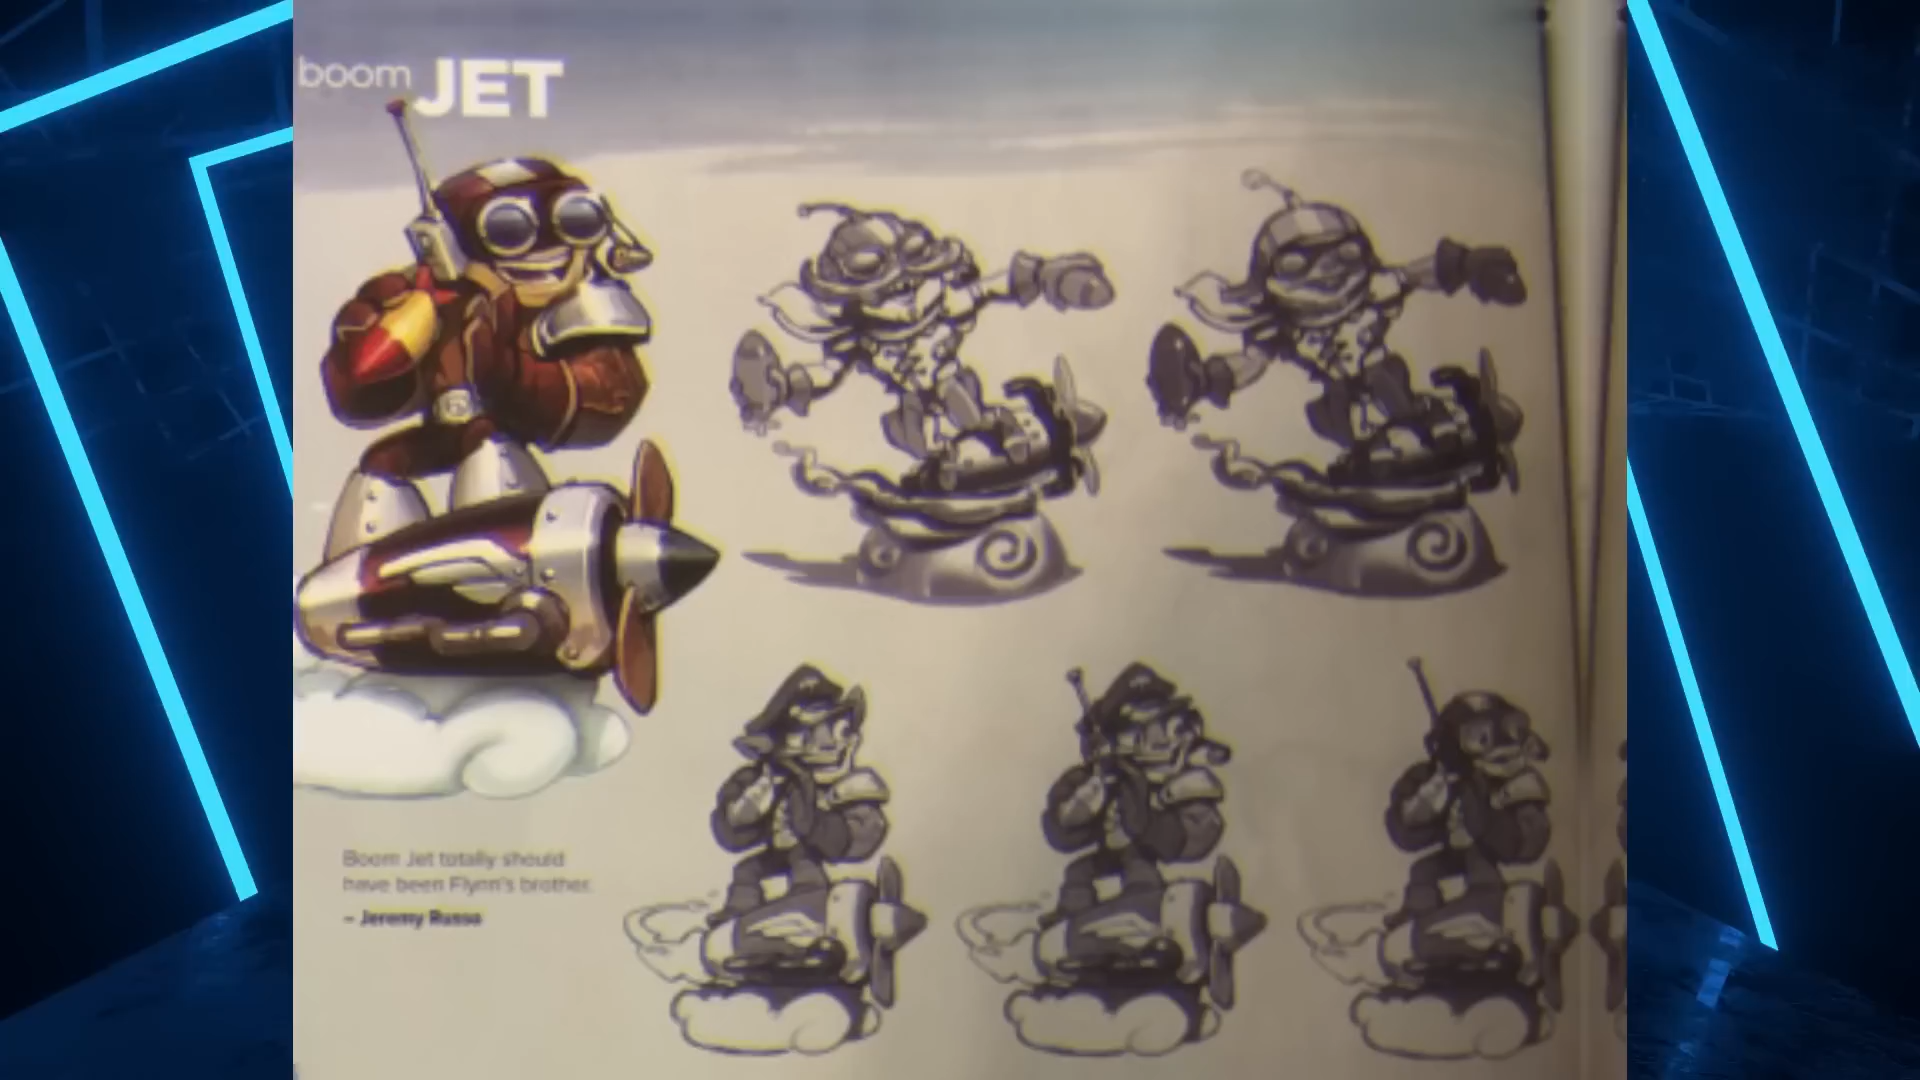 boom JET
Boom Jet totally should
have been Flynn's brother.
– Jeremy Russo